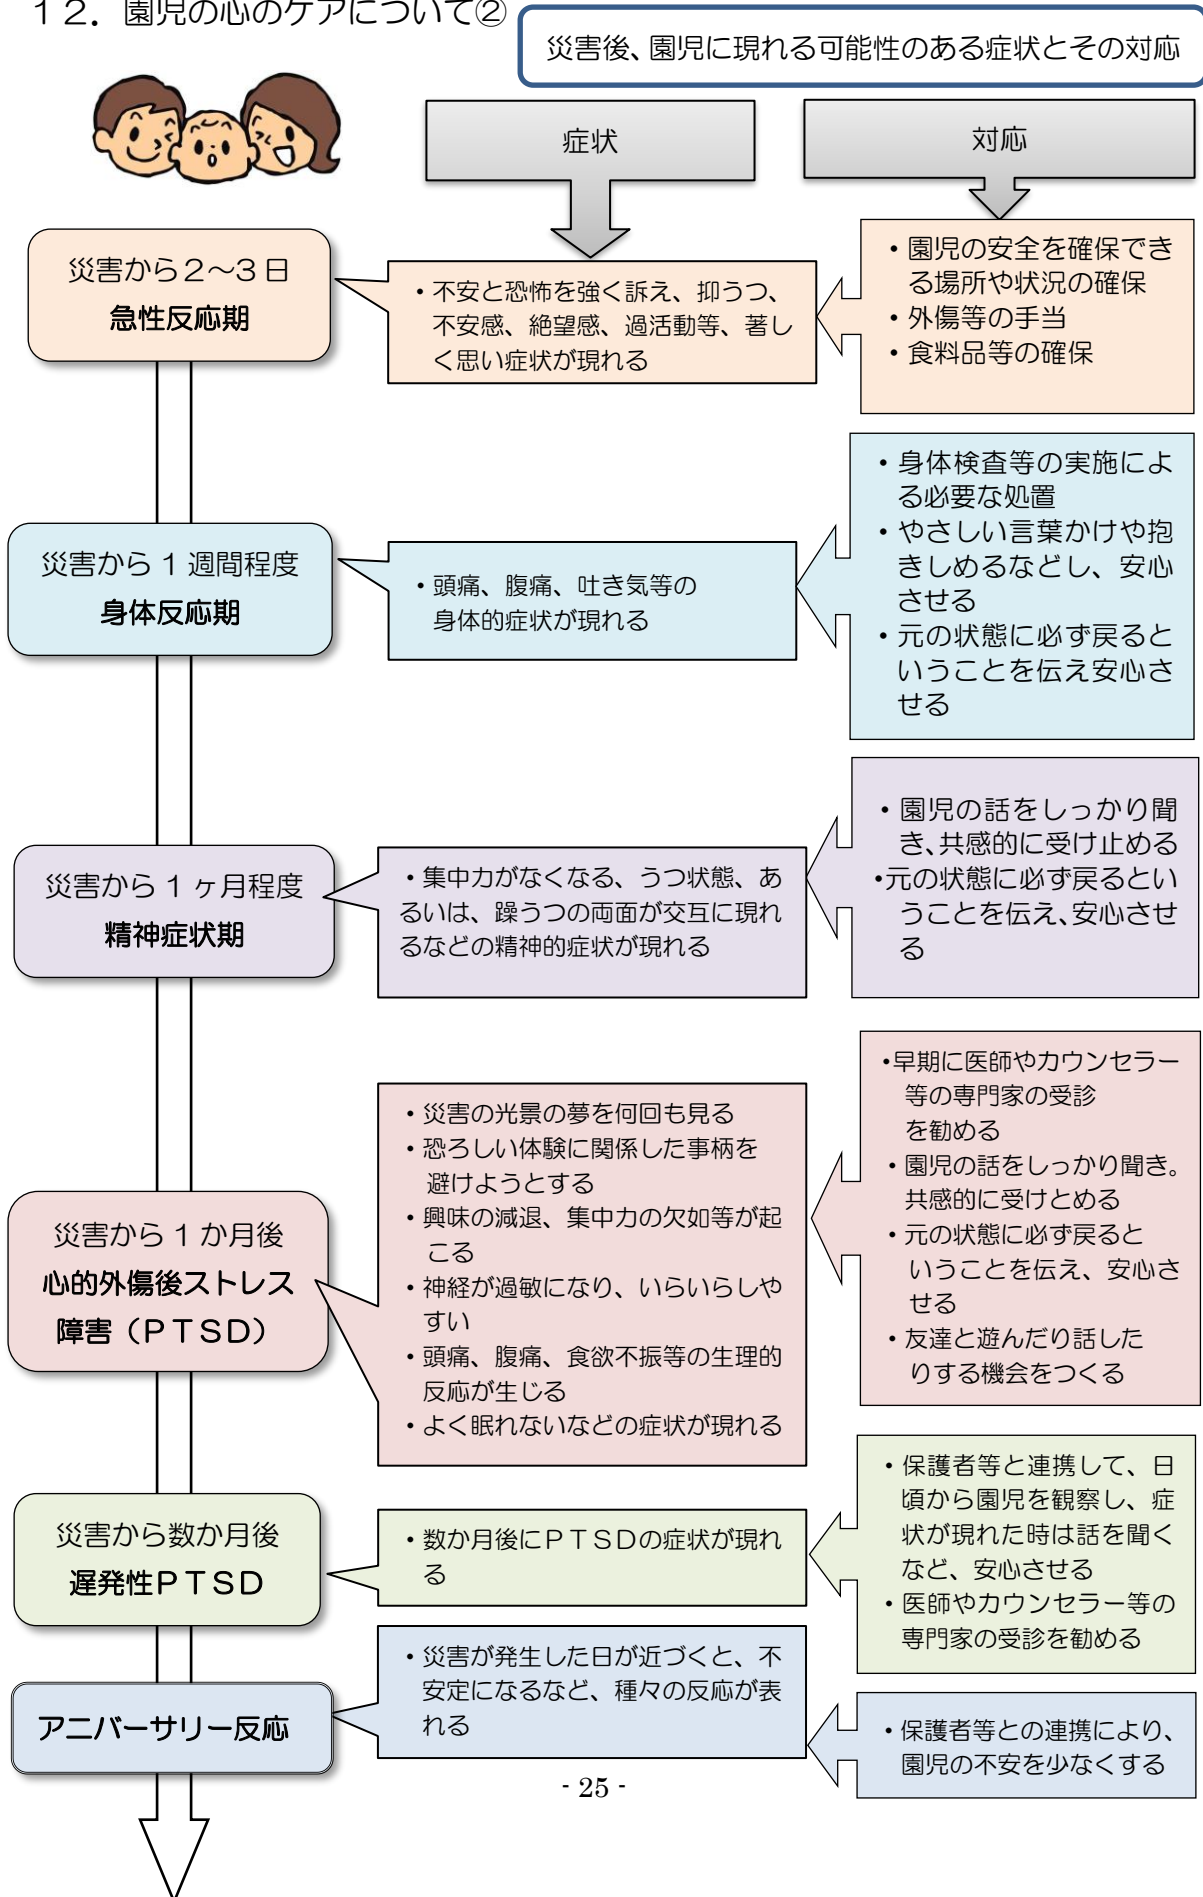 １２．園児の心のケアについて②
災害後、園児に現れる可能性のある症状とその対応
症状
対応
災害から２～３日
急性反応期
・不安と恐怖を強く訴え、抑うつ、
不安感、絶望感、過活動等、著し
く思い症状が現れる
・園児の安全を確保でき
る場所や状況の確保
・外傷等の手当
・食料品等の確保
災害から１週間程度
身体反応期
・頭痛、腹痛、吐き気等の
身体的症状が現れる
・身体検査等の実施によ
る必要な処置
・やさしい言葉かけや抱
きしめるなどし、安心
させる
・元の状態に必ず戻ると
いうことを伝え安心さ
せる
災害から１ヶ月程度
精神症状期
・集中力がなくなる、うつ状態、あ
るいは、躁うつの両面が交互に現れ
るなどの精神的症状が現れる
・園児の話をしっかり聞
き、共感的に受け止める
・元の状態に必ず戻るとい
うことを伝え、安心させ
る
災害から１か月後
心的外傷後ストレス
障害（ＰＴＳＤ）
・災害の光景の夢を何回も見る
・恐ろしい体験に関係した事柄を
避けようとする
・興味の減退、集中力の欠如等が起
こる
・神経が過敏になり、いらいらしや
すい
・頭痛、腹痛、食欲不振等の生理的
反応が生じる
・よく眠れないなどの症状が現れる
・早期に医師やカウンセラー
等の専門家の受診
を勧める
・園児の話をしっかり聞き。
共感的に受けとめる
・元の状態に必ず戻ると
いうことを伝え、安心さ
せる
・友達と遊んだり話した
りする機会をつくる
災害から数か月後
遅発性ＰＴＳＤ
・数か月後にＰＴＳＤの症状が現れ
る
・保護者等と連携して、日
頃から園児を観察し、症
状が現れた時は話を聞く
など、安心させる
・医師やカウンセラー等の
専門家の受診を勧める
アニバーサリー反応
・災害が発生した日が近づくと、不
安定になるなど、種々の反応が表
れる
・保護者等との連携により、
園児の不安を少なくする
- 25 -